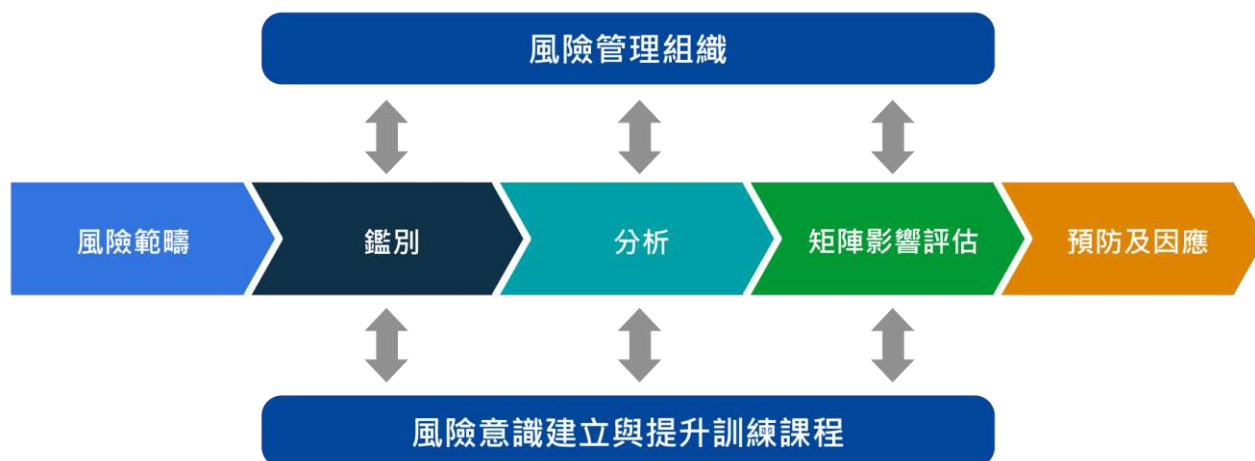 風險管理組織
風險範疇
鑑別
分析
矩陣影響評估
預防及因應
風險意識建立與提升訓練課程